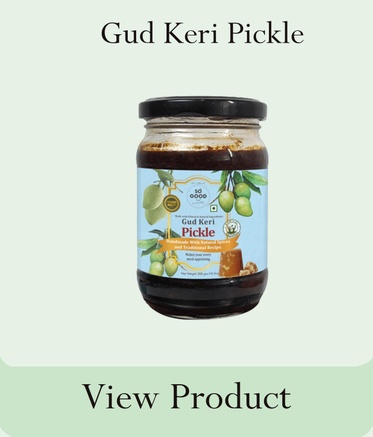 Gud Keri Pickle
so
GOOD
Gud Keri
Pickle
Handmade With Natural Spices
and Traditional Recipe
View Product